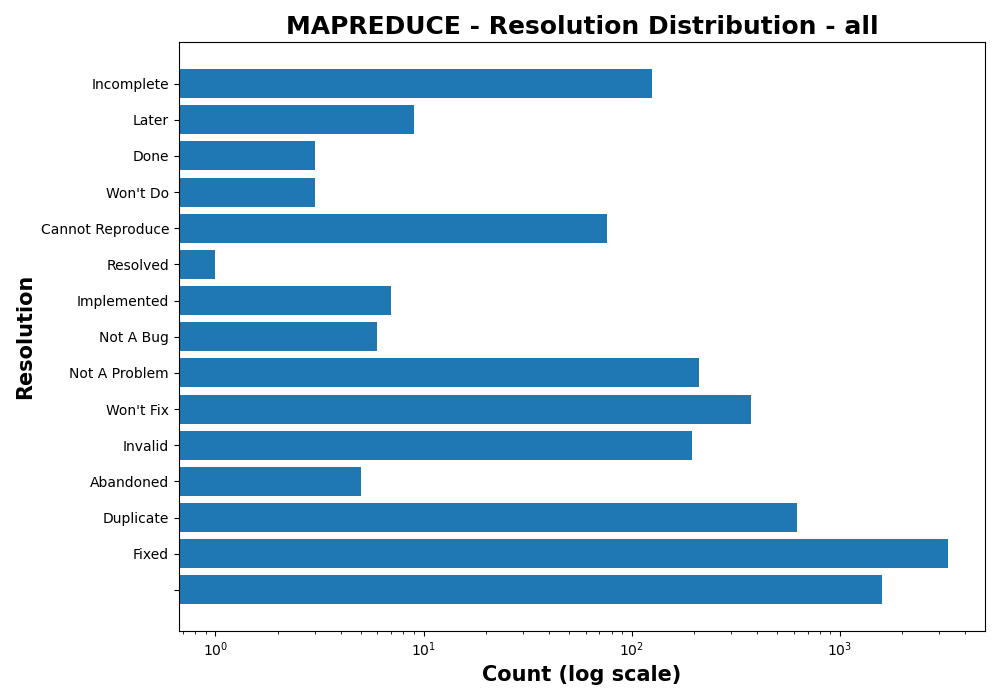 MAPREDUCE - Resolution Distribution - all
Incomplete
Later
Done
Won't Do
Cannot Reproduce
Resolved
Implemented
Not A Bug
Not A Problem
Won't Fix
Invalid
Abandoned
Duplicate
Fixed
Resolution
10⁰ 10¹ 10² 10³
Count (log scale)